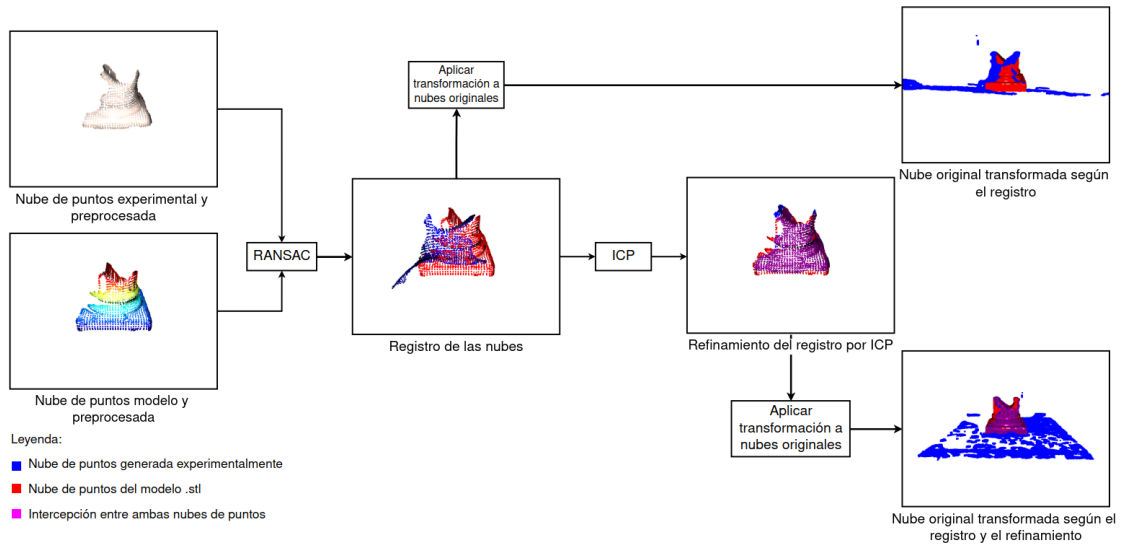 Nube de puntos experimental y
preprocesada
Nube de puntos modelo y
preprocesada
RANSAC
Aplicar
transformación a
nubes originales
Registro de las nubes
ICP
Refinamiento del registro por ICP
Aplicar
transformación a
nubes originales
Nube original transformada según
el registro
Nube original transformada según el
registro y el refinamiento
Leyenda:
Nube de puntos generada experimentalmente
Nube de puntos del modelo .stl
Intercepción entre ambas nubes de puntos